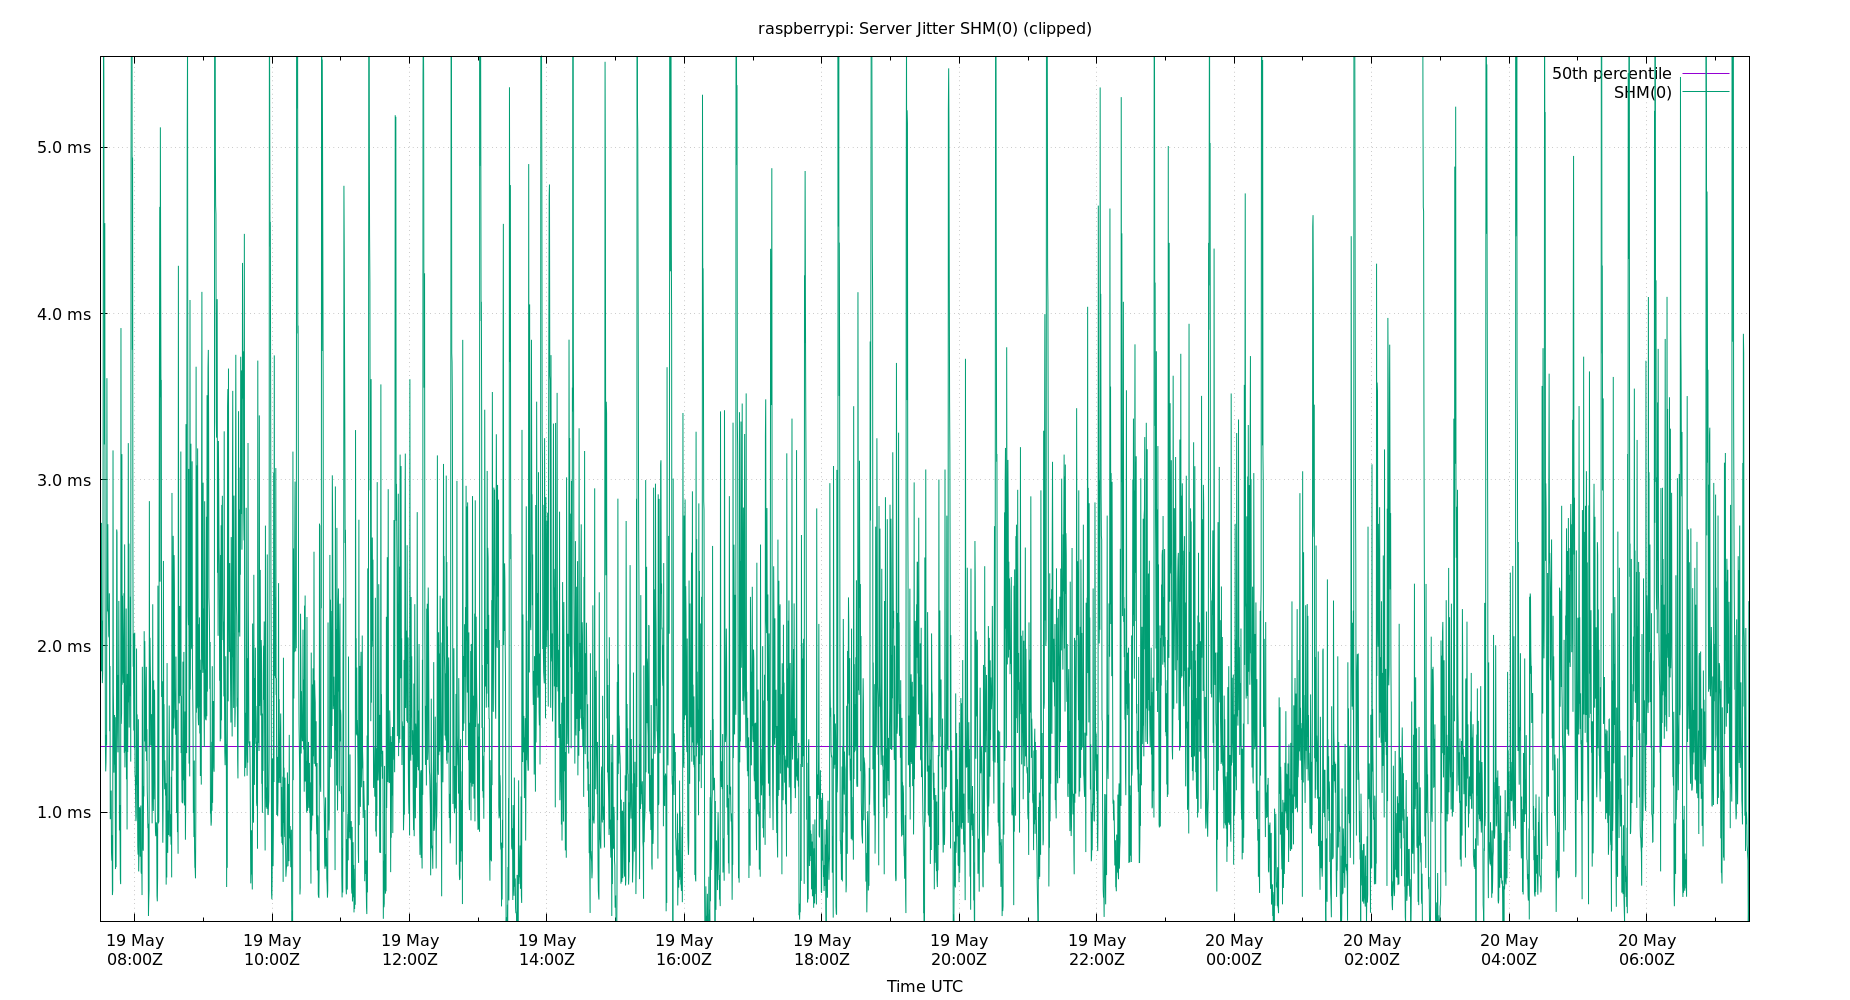 raspberrypi: Server Jitter SHM(0) (clipped)
50th percentile
SHM(0)
5.0 ms
4.0 ms
3.0 ms
2.0 ms
1.0 ms
19 May 19 May 19 May 19 May 19 May 19 May 19 May 19 May 20 May 20 May 20 May 20 May
08:00Z 10:00Z 12:00Z 14:00Z 16:00Z 18:00Z 20:00Z 22:00Z 00:00Z 02:00Z 04:00Z 06:00Z
Time UTC